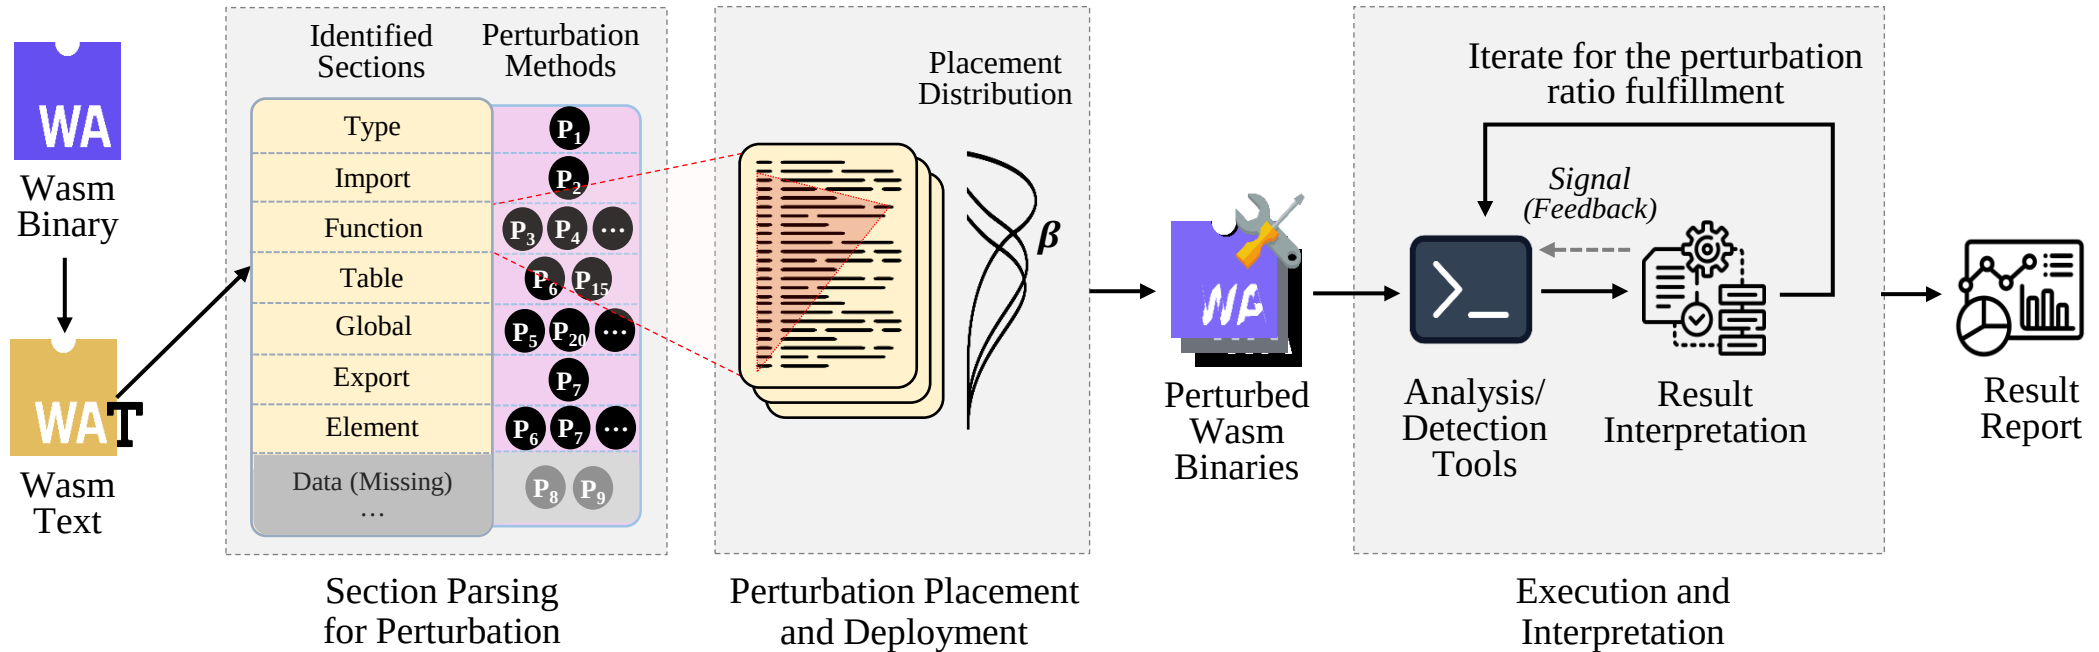 WA
Wasm
Binary
WAT
Wasm
Text
Identified
Sections
Perturbation
Methods
Type
P1
Import
P2
Function
P3 P4 ...
Table
P6 P15
Global
P5 P20 ...
Export
P7
Element
P6 P7 ...
Data (Missing)
...
P8 P9
Section Parsing
for Perturbation
Placement
Distribution
β
Perturbation Placement
and Deployment
WA
Perturbed
Wasm
Binaries
Iterate for the perturbation
ratio fulfillment
Signal
(Feedback)
Analysis/
Detection
Tools
Result
Interpretation
Execution and
Interpretation
Result
Report